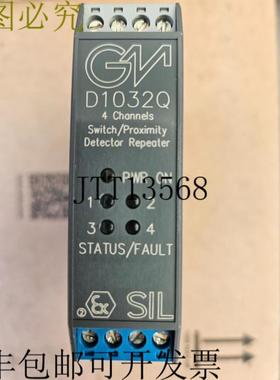 图必究
GM
D1032Q
4 Channels
Switch/Proximity
Detector Repeater
PWR ON
JTT13568
1 2
3 4
STATUS/FAULT
Ex SIL
丰包邮可开发票